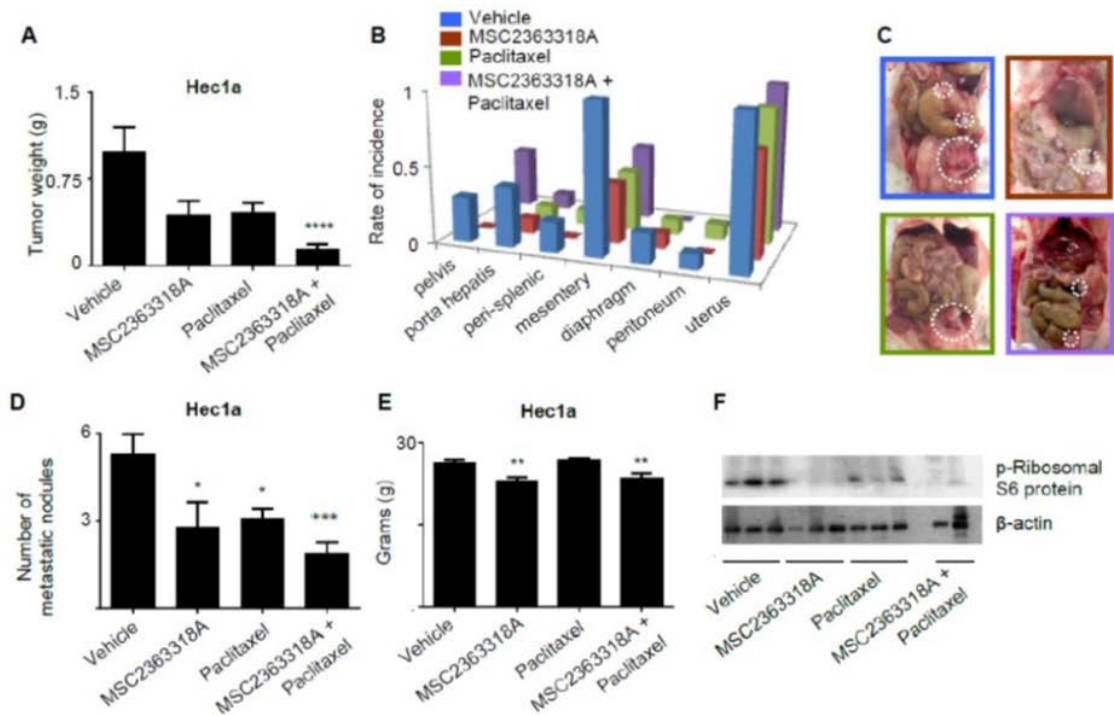 A
Hec1a
Tumor weight (g)
1.5
0.75
0
****
Vehicle
MSC2363318A
Paclitaxel
MSC2363318A +
Paclitaxel
B
Vehicle
MSC2363318A
Paclitaxel
MSC2363318A +
Paclitaxel
Rate of incidence
1
0.5
0
pelvis
porta hepatis
peri-splenic
mesentery
diaphragm
peritoneum
uterus
C
D
Hec1a
Number of
metastatic nodules
6
3
*
*
***
Vehicle
MSC2363318A
Paclitaxel
MSC2363318A +
Paclitaxel
E
Hec1a
Grams (g)
30
0
**
**
Vehicle
MSC2363318A
Paclitaxel
MSC2363318A +
Paclitaxel
F
p-Ribosomal
S6 protein
β-actin
Vehicle
MSC2363318A
Paclitaxel
MSC2363318A +
Paclitaxel